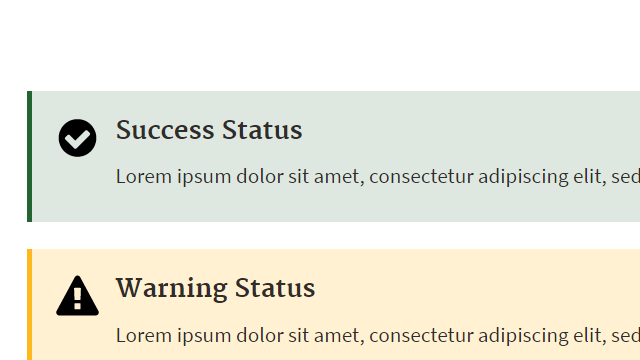 Success Status
Lorem ipsum dolor sit amet, consectetur adipiscing elit, sed
Warning Status
Lorem ipsum dolor sit amet, consectetur adipiscing elit, sed